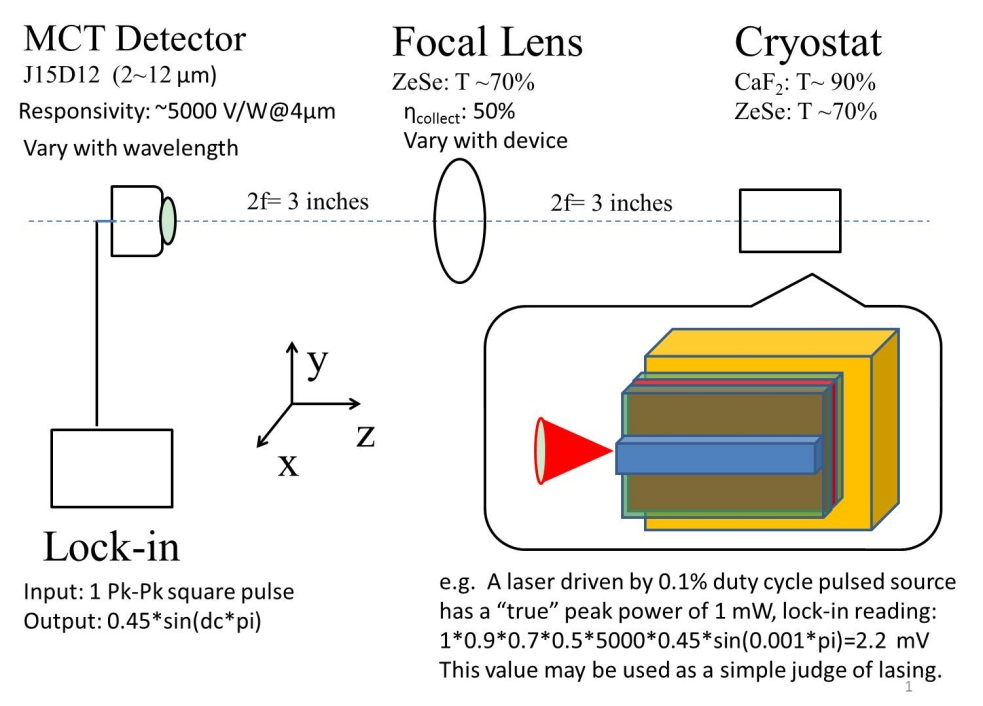 MCT Detector
J15D12 (2~12 μm)
Responsivity: ~5000 V/W@4μm
Vary with wavelength
Focal Lens
ZeSe: T ~70%
ηcollect: 50%
Vary with device
Cryostat
CaF2: T~ 90%
ZeSe: T ~70%
2f= 3 inches
2f= 3 inches
y
z
x
Lock-in
Input: 1 Pk-Pk square pulse
Output: 0.45*sin(dc*pi)
e.g. A laser driven by 0.1% duty cycle pulsed source
has a “true” peak power of 1 mW, lock-in reading:
1*0.9*0.7*0.5*5000*0.45*sin(0.001*pi)=2.2 mV
This value may be used as a simple judge of lasing.
1